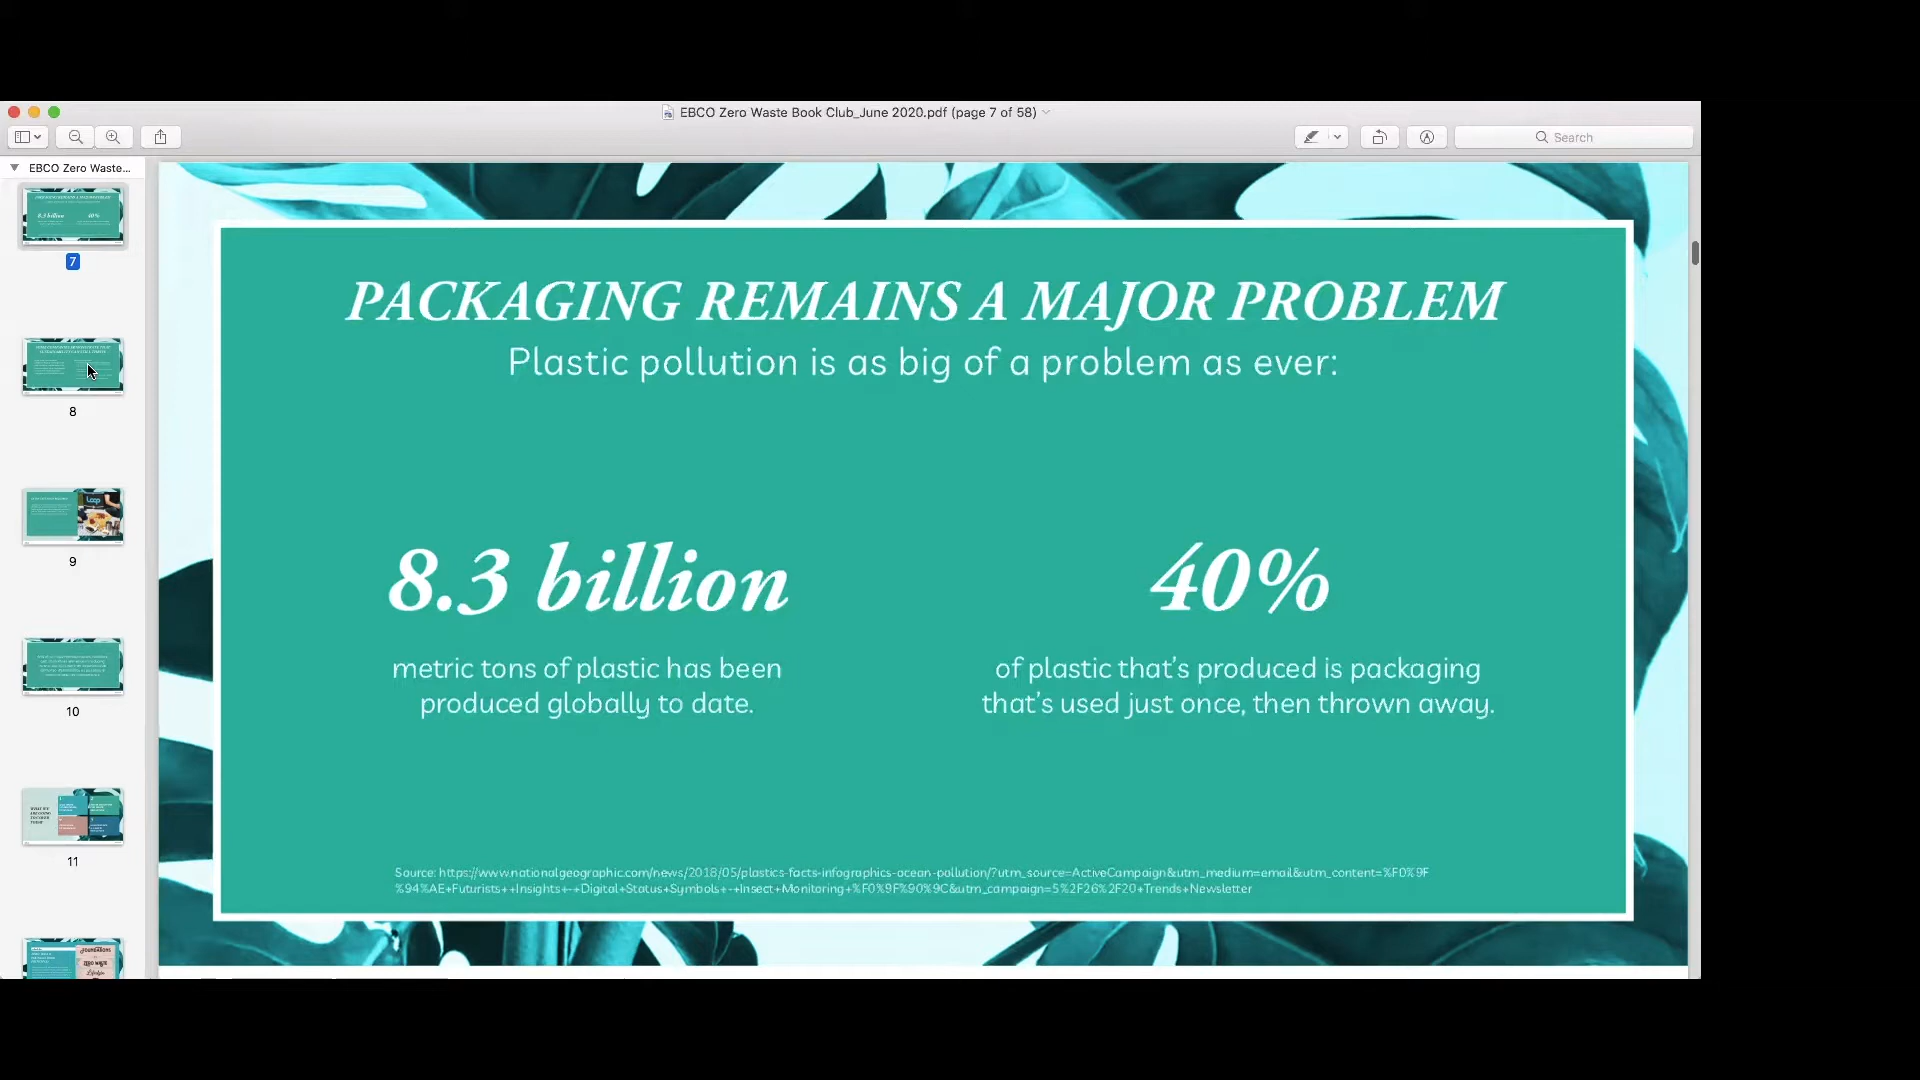 EBCO Zero Waste Book Club_June 2020.pdf (page 7 of 58)
Search
EBCO Zero Waste...
7
8
9
10
11
PACKAGING REMAINS A MAJOR PROBLEM
Plastic pollution is as big of a problem as ever:
8.3 billion
metric tons of plastic has been
produced globally to date.
40%
of plastic that's produced is packaging
that's used just once, then thrown away.
Source: https://www.nationalgeographic.com/news/2018/05/plastics-facts-infographics-ocean-pollution/?utm_source=ActiveCampaign&utm_medium=email&utm_content=%F0%9F
%94%AE+Futurists++Insights+-+Digital+Status+Symbols+-+Insect+Monitoring+%F0%9F%90%9C&utm_campaign=5%2F26%2F20+Trends+Newsletter